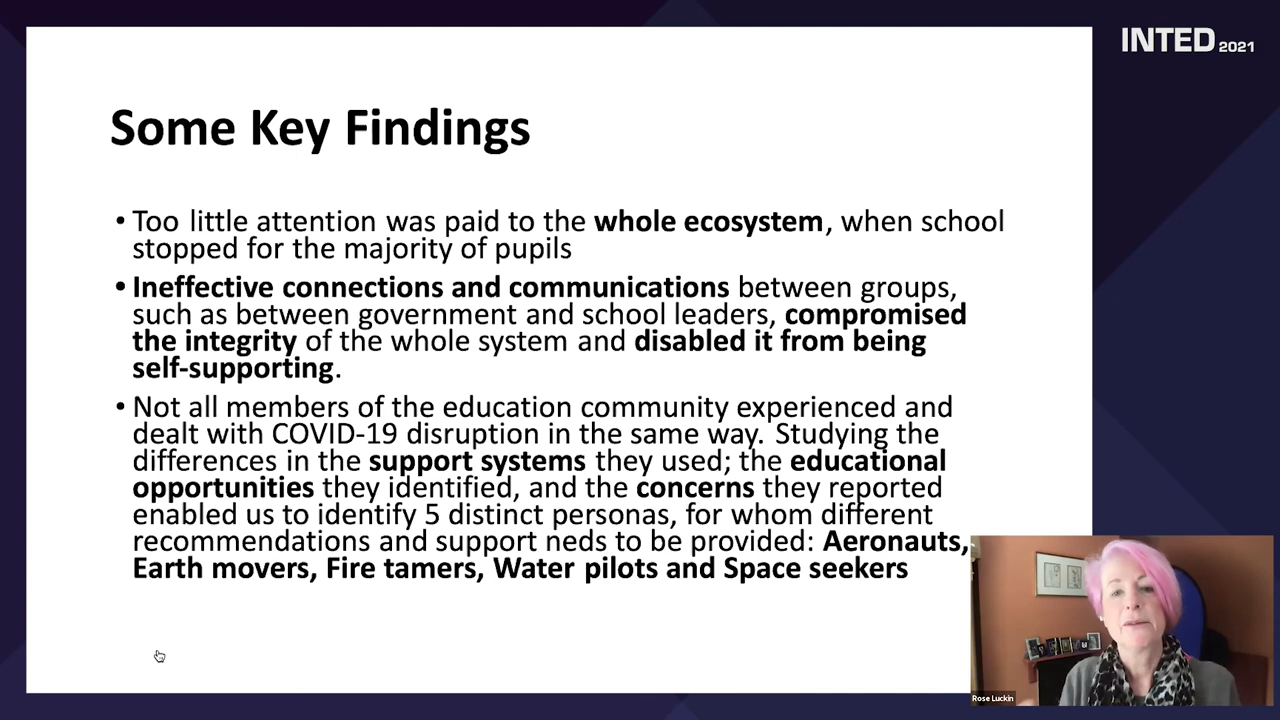 INTED 2021
Some Key Findings
• Too little attention was paid to the whole ecosystem, when school
stopped for the majority of pupils
• Ineffective connections and communications between groups,
such as between government and school leaders, compromised
the integrity of the whole system and disabled it from being
self-supporting.
• Not all members of the education community experienced and
dealt with COVID-19 disruption in the same way. Studying the
differences in the support systems they used; the educational
opportunities they identified, and the concerns they reported
enabled us to identify 5 distinct personas, for whom different
recommendations and support neds to be provided: Aeronauts,
Earth movers, Fire tamers, Water pilots and Space seekers
Rose Luckin